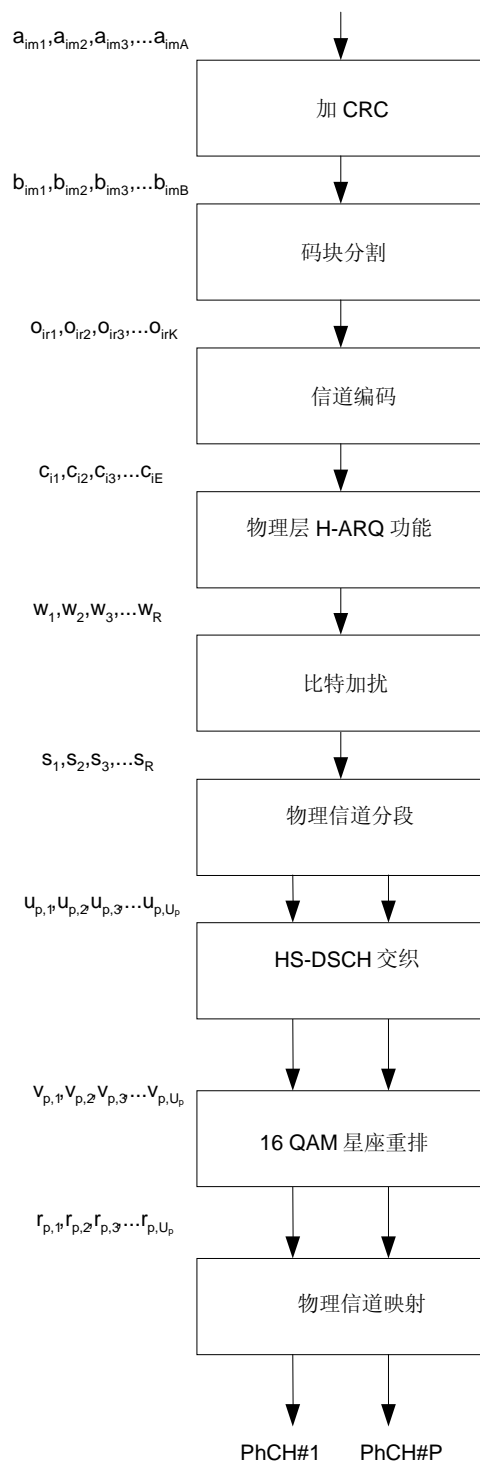 a_im1,a_im2,a_im3,...a_imA
加 CRC
b_im1,b_im2,b_im3,...b_imB
码块分割
o_ir1,o_ir2,o_ir3,...o_irK
信道编码
c_i1,c_i2,c_i3,...c_iE
物理层 H-ARQ 功能
w_1,w_2,w_3,...w_R
比特加扰
s_1,s_2,s_3,...s_R
物理信道分段
u_p,1,u_p,2,u_p,3,...u_p,U_p
HS-DSCH 交织
v_p,1,v_p,2,v_p,3,...v_p,U_p
16 QAM 星座重排
r_p,1,r_p,2,r_p,3,...r_p,U_p
物理信道映射
PhCH#1 PhCH#P